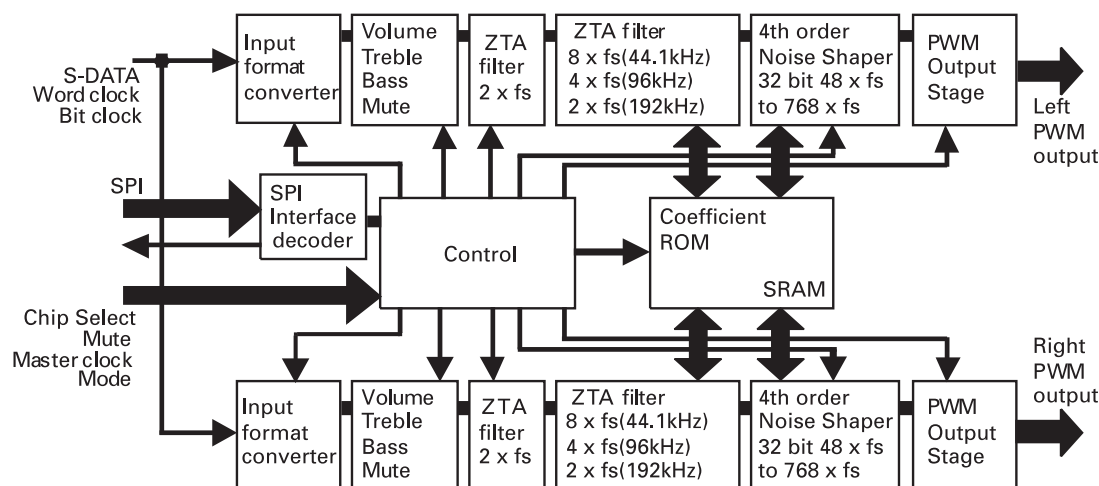 Input
format
converter
Volume
Treble
Bass
Mute
ZTA
filter
2 x fs
ZTA filter
8 x fs(44.1kHz)
4 x fs(96kHz)
2 x fs(192kHz)
4th order
Noise Shaper
32 bit 48 x fs
to 768 x fs
PWM
Output
Stage
S-DATA
Word clock
Bit clock
Left
PWM
output
SPI
SPI
Interface
decoder
Control
Coefficient
ROM
SRAM
Chip Select
Mute
Master clock
Mode
Right
PWM
output
Input
format
converter
Volume
Treble
Bass
Mute
ZTA
filter
2 x fs
ZTA filter
8 x fs(44.1kHz)
4 x fs(96kHz)
2 x fs(192kHz)
4th order
Noise Shaper
32 bit 48 x fs
to 768 x fs
PWM
Output
Stage